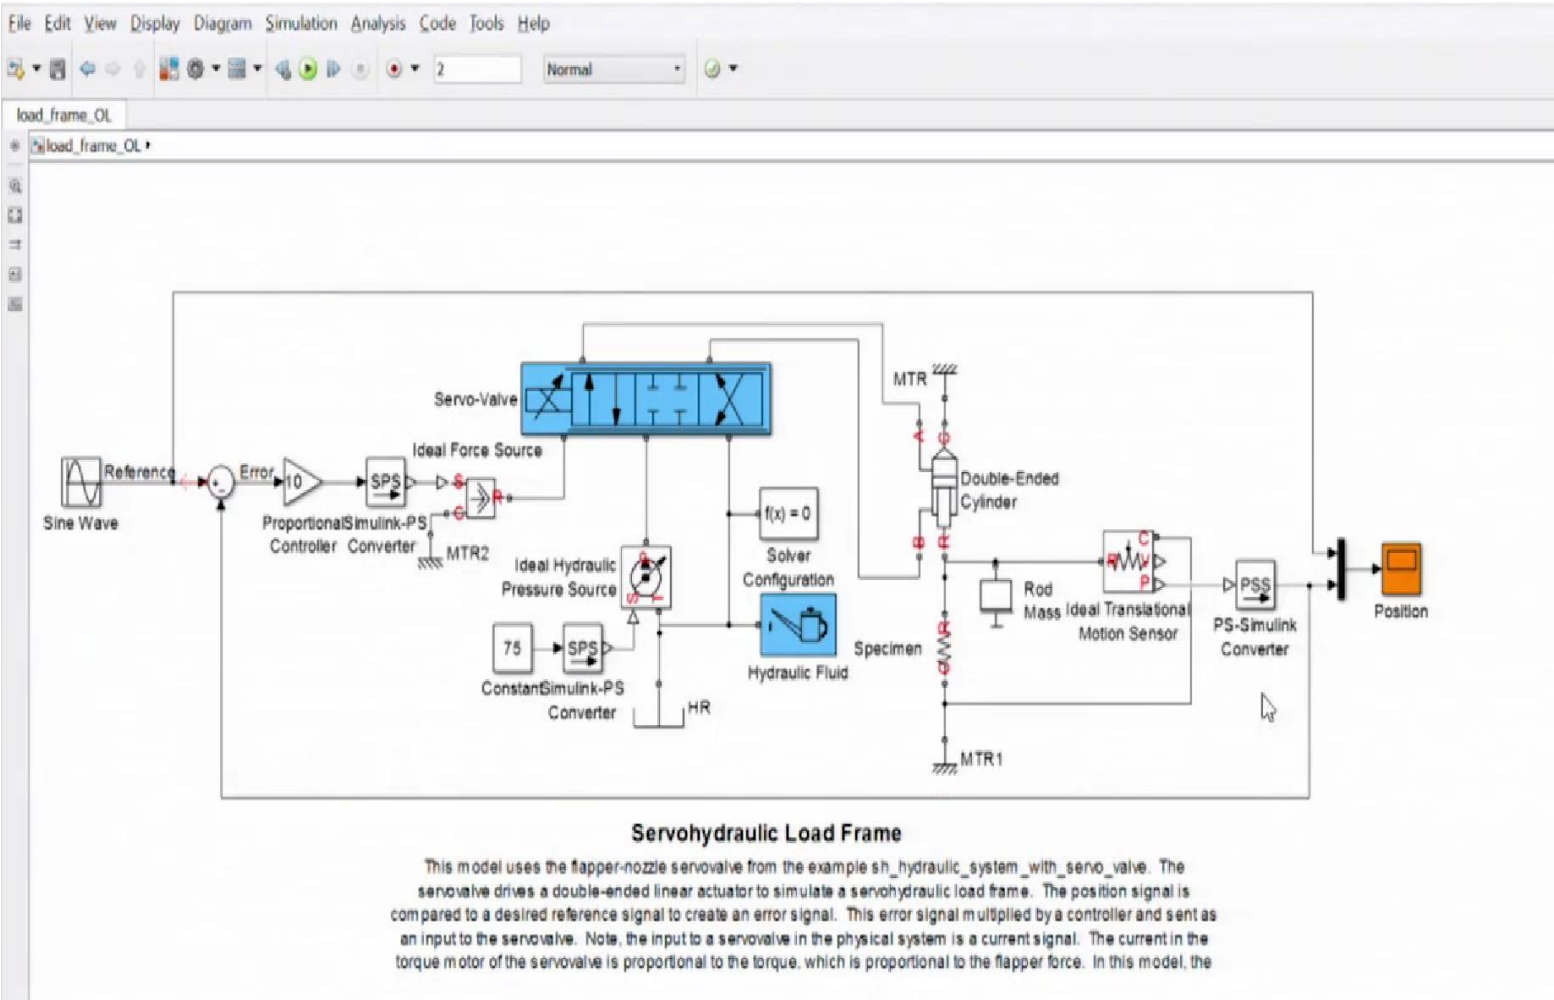 File Edit View Display Diagram Simulation Analysis Code Tools Help
2 Normal
load_frame_OL
load_frame_OL
MTR
Servo-Valve
A
C
Ideal Force Source
Reference
Error
10
SPS
S
R
C
Double-Ended
Cylinder
Sine Wave
Proportional
Controller
Simulink-PS
Converter
MTR2
f(x) = 0
Solver
Configuration
B
R
Ideal Hydraulic
Pressure Source
P
S
T
R
C
V
P
Rod
Mass
Ideal Translational
Motion Sensor
PSS
PS-Simulink
Converter
Position
75
SPS
Constant
Simulink-PS
Converter
Hydraulic Fluid
Specimen
R
C
HR
MTR1
Servohydraulic Load Frame
This model uses the flapper-nozzle servovalve from the example sh_hydraulic_system_with_servo_valve. The
servovalve drives a double-ended linear actuator to simulate a servohydraulic load frame. The position signal is
compared to a desired reference signal to create an error signal. This error signal multiplied by a controller and sent as
an input to the servovalve. Note, the input to a servovalve in the physical system is a current signal. The current in the
torque motor of the servovalve is proportional to the torque, which is proportional to the flapper force. In this model, the